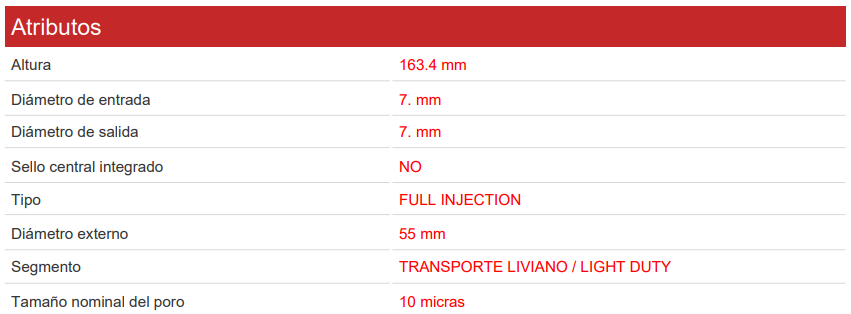 Atributos
Altura 163.4 mm
Diámetro de entrada 7. mm
Diámetro de salida 7. mm
Sello central integrado NO
Tipo FULL INJECTION
Diámetro externo 55 mm
Segmento TRANSPORTE LIVIANO / LIGHT DUTY
Tamaño nominal del poro 10 micras